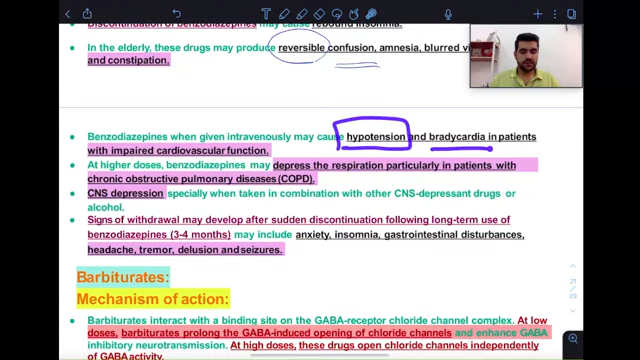 Discontinuation of benzodiazepines may cause rebound insomnia.
In the elderly, these drugs may produce reversible confusion, amnesia, blurred
and constipation.
Benzodiazepines when given intravenously may cause hypotension and bradycardia in patients
with impaired cardiovascular function.
At higher doses, benzodiazepines may depress the respiration particularly in patients with
chronic obstructive pulmonary diseases (COPD).
CNS depression specially when taken in combination with other CNS-depressant drugs or
alcohol.
Signs of withdrawal may develop after sudden discontinuation following long-term use of
benzodiazepines (3-4 months) may include anxiety, insomnia, gastrointestinal disturbances,
headache, tremor, delusion and seizures.
Barbiturates:
Mechanism of action:
Barbiturates interact with a binding site on the GABA-receptor chloride channel complex. At low
doses, barbiturates prolong the GABA-induced opening of chloride channels and enhance GABA
inhibitory neurotransmission. At high doses, these drugs open chloride channels independently
of GABA activity.